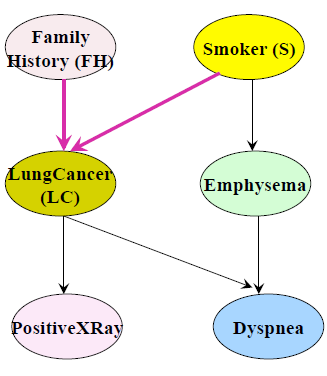 Family
History (FH)
Smoker (S)
LungCancer
(LC)
Emphysema
PositiveXRay
Dyspnea